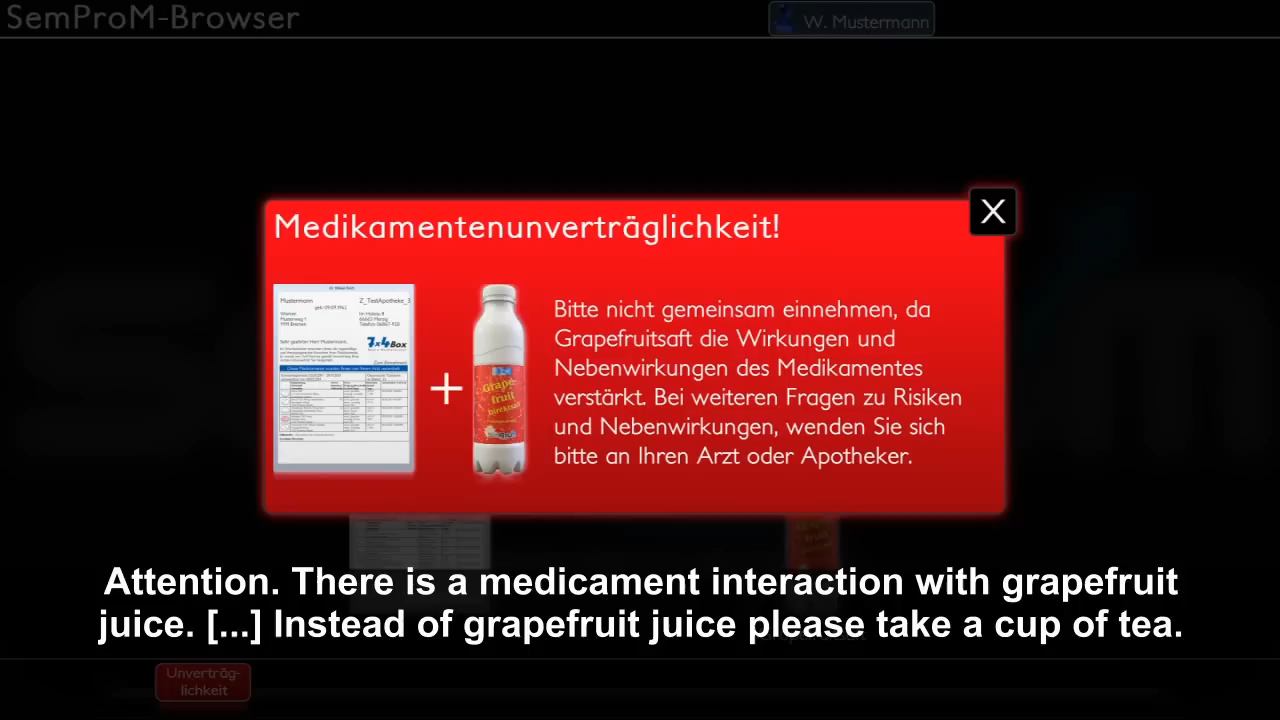 SemProM-Browser
W. Mustermann
Medikamentenunverträglichkeit!
X
Mustermann
Z_TestApotheke_3
7x4Box
+
Grape-
fruit
Direktsaft
Bitte nicht gemeinsam einnehmen, da
Grapefruitsaft die Wirkungen und
Nebenwirkungen des Medikamentes
verstärkt. Bei weiteren Fragen zu Risiken
und Nebenwirkungen, wenden Sie sich
bitte an Ihren Arzt oder Apotheker.
Attention. There is a medicament interaction with grapefruit
juice. [...] Instead of grapefruit juice please take a cup of tea.
Unverträg-
lichkeit